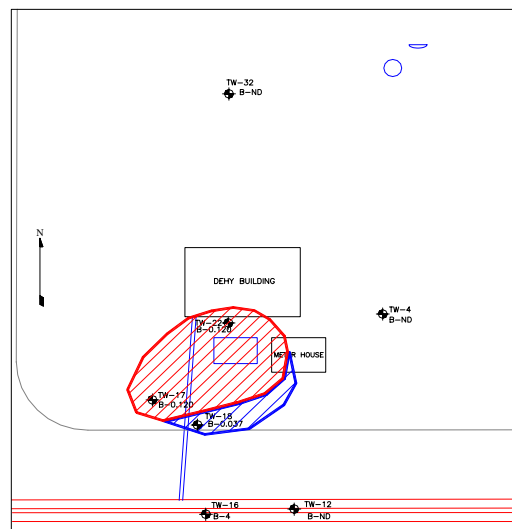 TW-32
B-ND
N
DEHY BUILDING
TW-4
B-ND
TW-22
B-0.128
METER HOUSE
TW-17
B-0.120
TW-15
B-0.037
TW-16
B-4
TW-12
B-ND